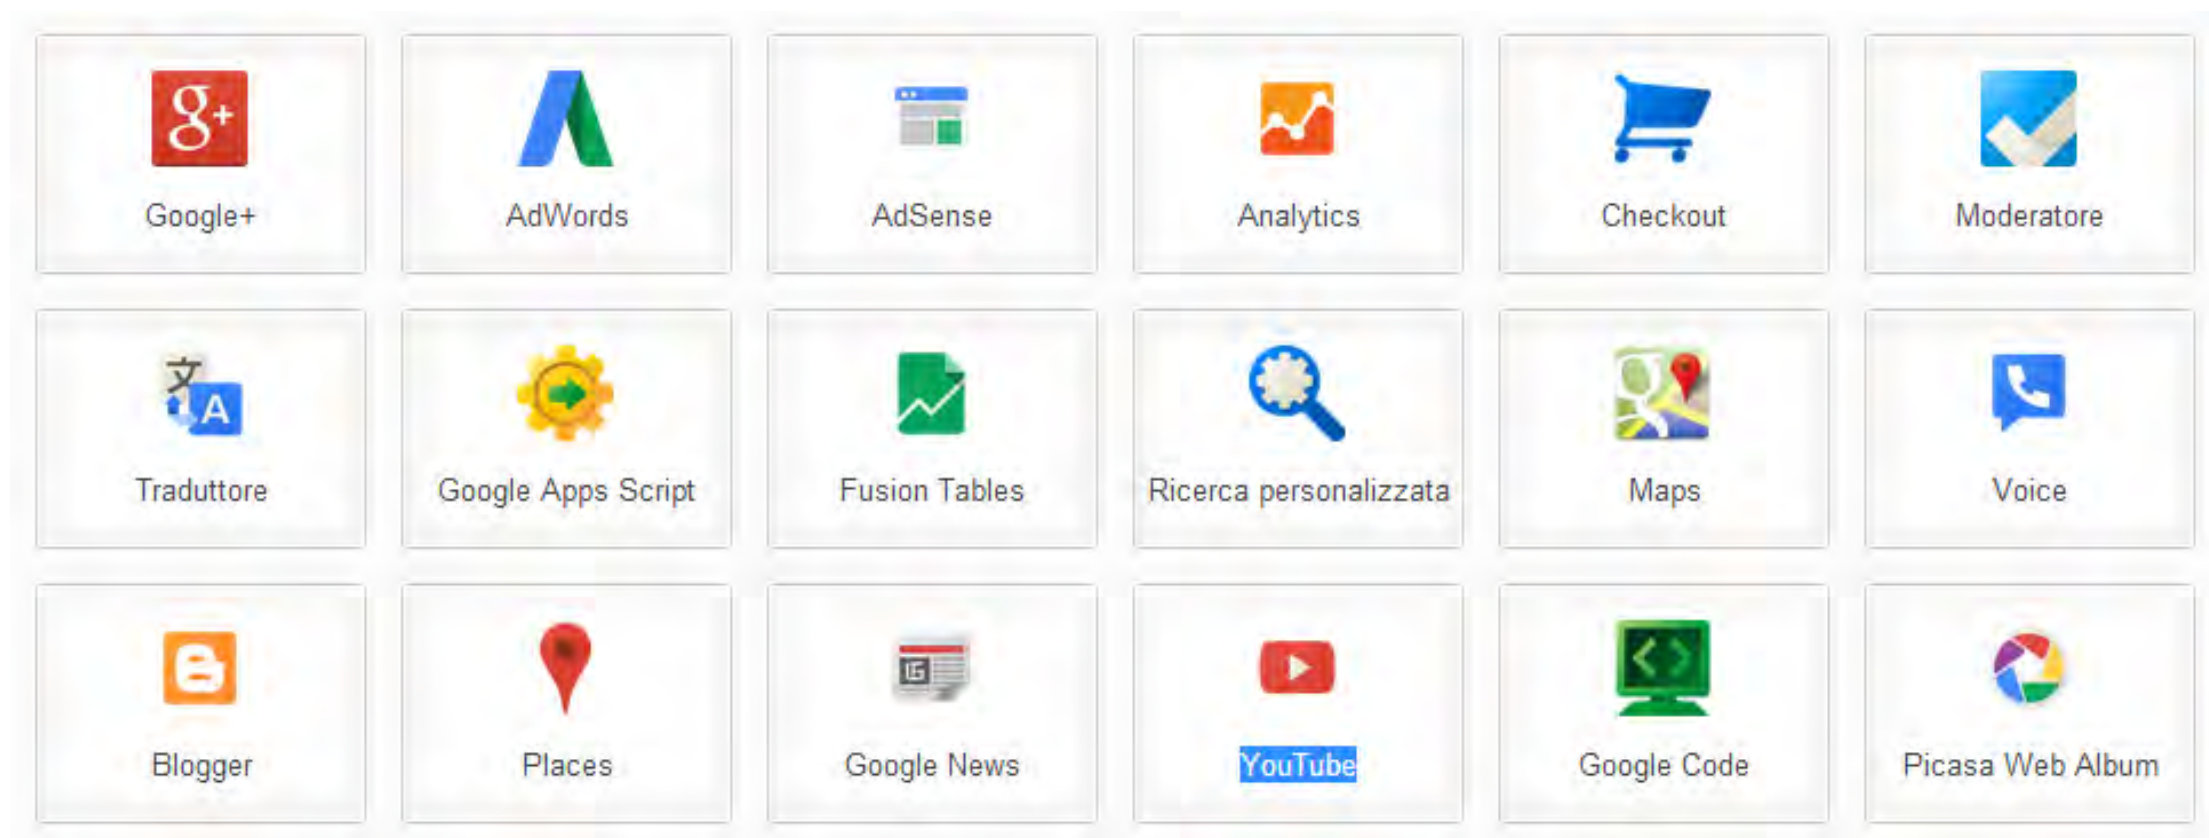 Google+
AdWords
AdSense
Analytics
Checkout
Moderatore
Traduttore
Google Apps Script
Fusion Tables
Ricerca personalizzata
Maps
Voice
Blogger
Places
Google News
YouTube
Google Code
Picasa Web Album